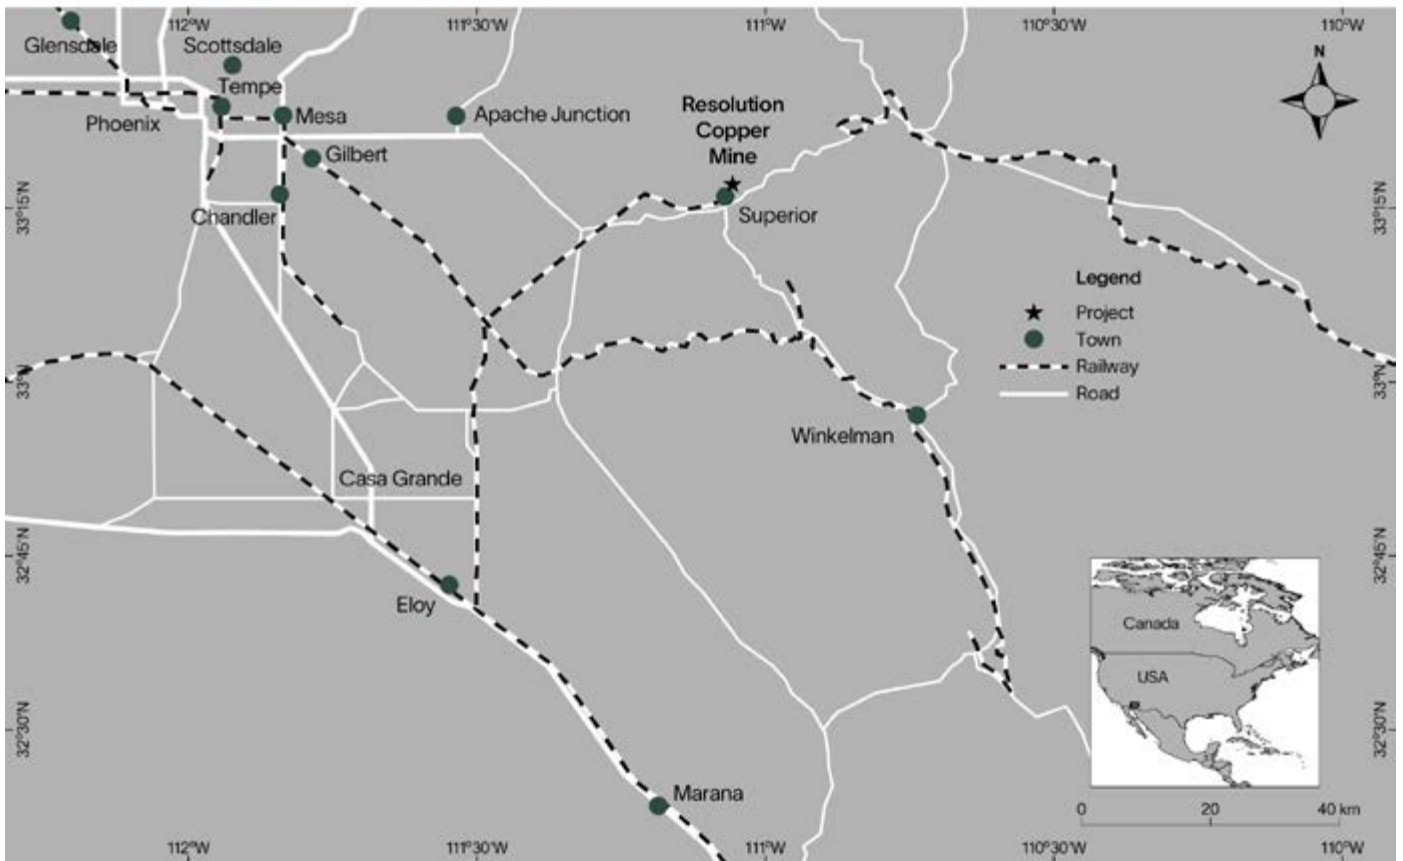 112°W
111°30'W
111°W
110°30'W
110°W
Glensdale
Scottsdale
Tempe
N
Resolution
Copper
Mine
Phoenix
Mesa
Apache Junction
Gilbert
33°15'N
33°15'N
Chandler
Superior
Legend
Project
Town
Railway
Road
33°N
33°N
Winkelman
Casa Grande
32°45'N
32°45'N
Eloy
Canada
USA
32°30'N
32°30'N
Marana
0
20
40 km
112°W
111°30'W
111°W
110°30'W
110°W